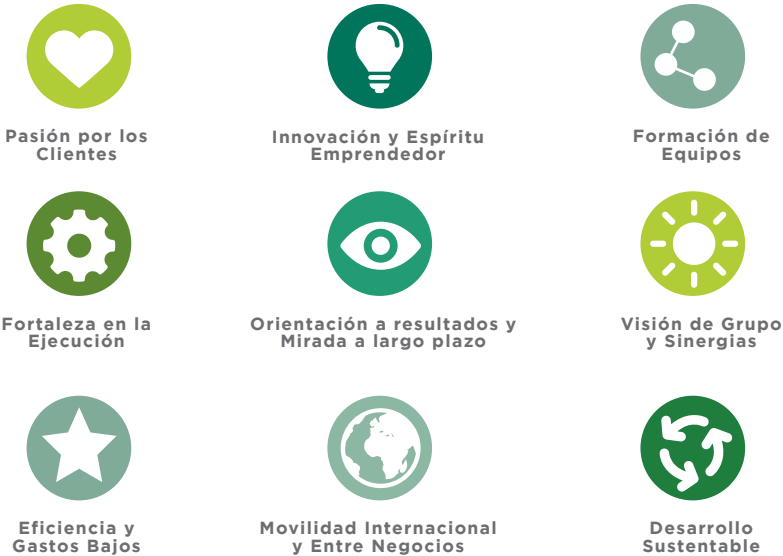 Pasión por los
Clientes
Innovación y Espíritu
Emprendedor
Formación de
Equipos
Fortaleza en la
Ejecución
Orientación a resultados y
Mirada a largo plazo
Visión de Grupo
y Sinergias
Eficiencia y
Gastos Bajos
Movilidad Internacional
y Entre Negocios
Desarrollo
Sustentable